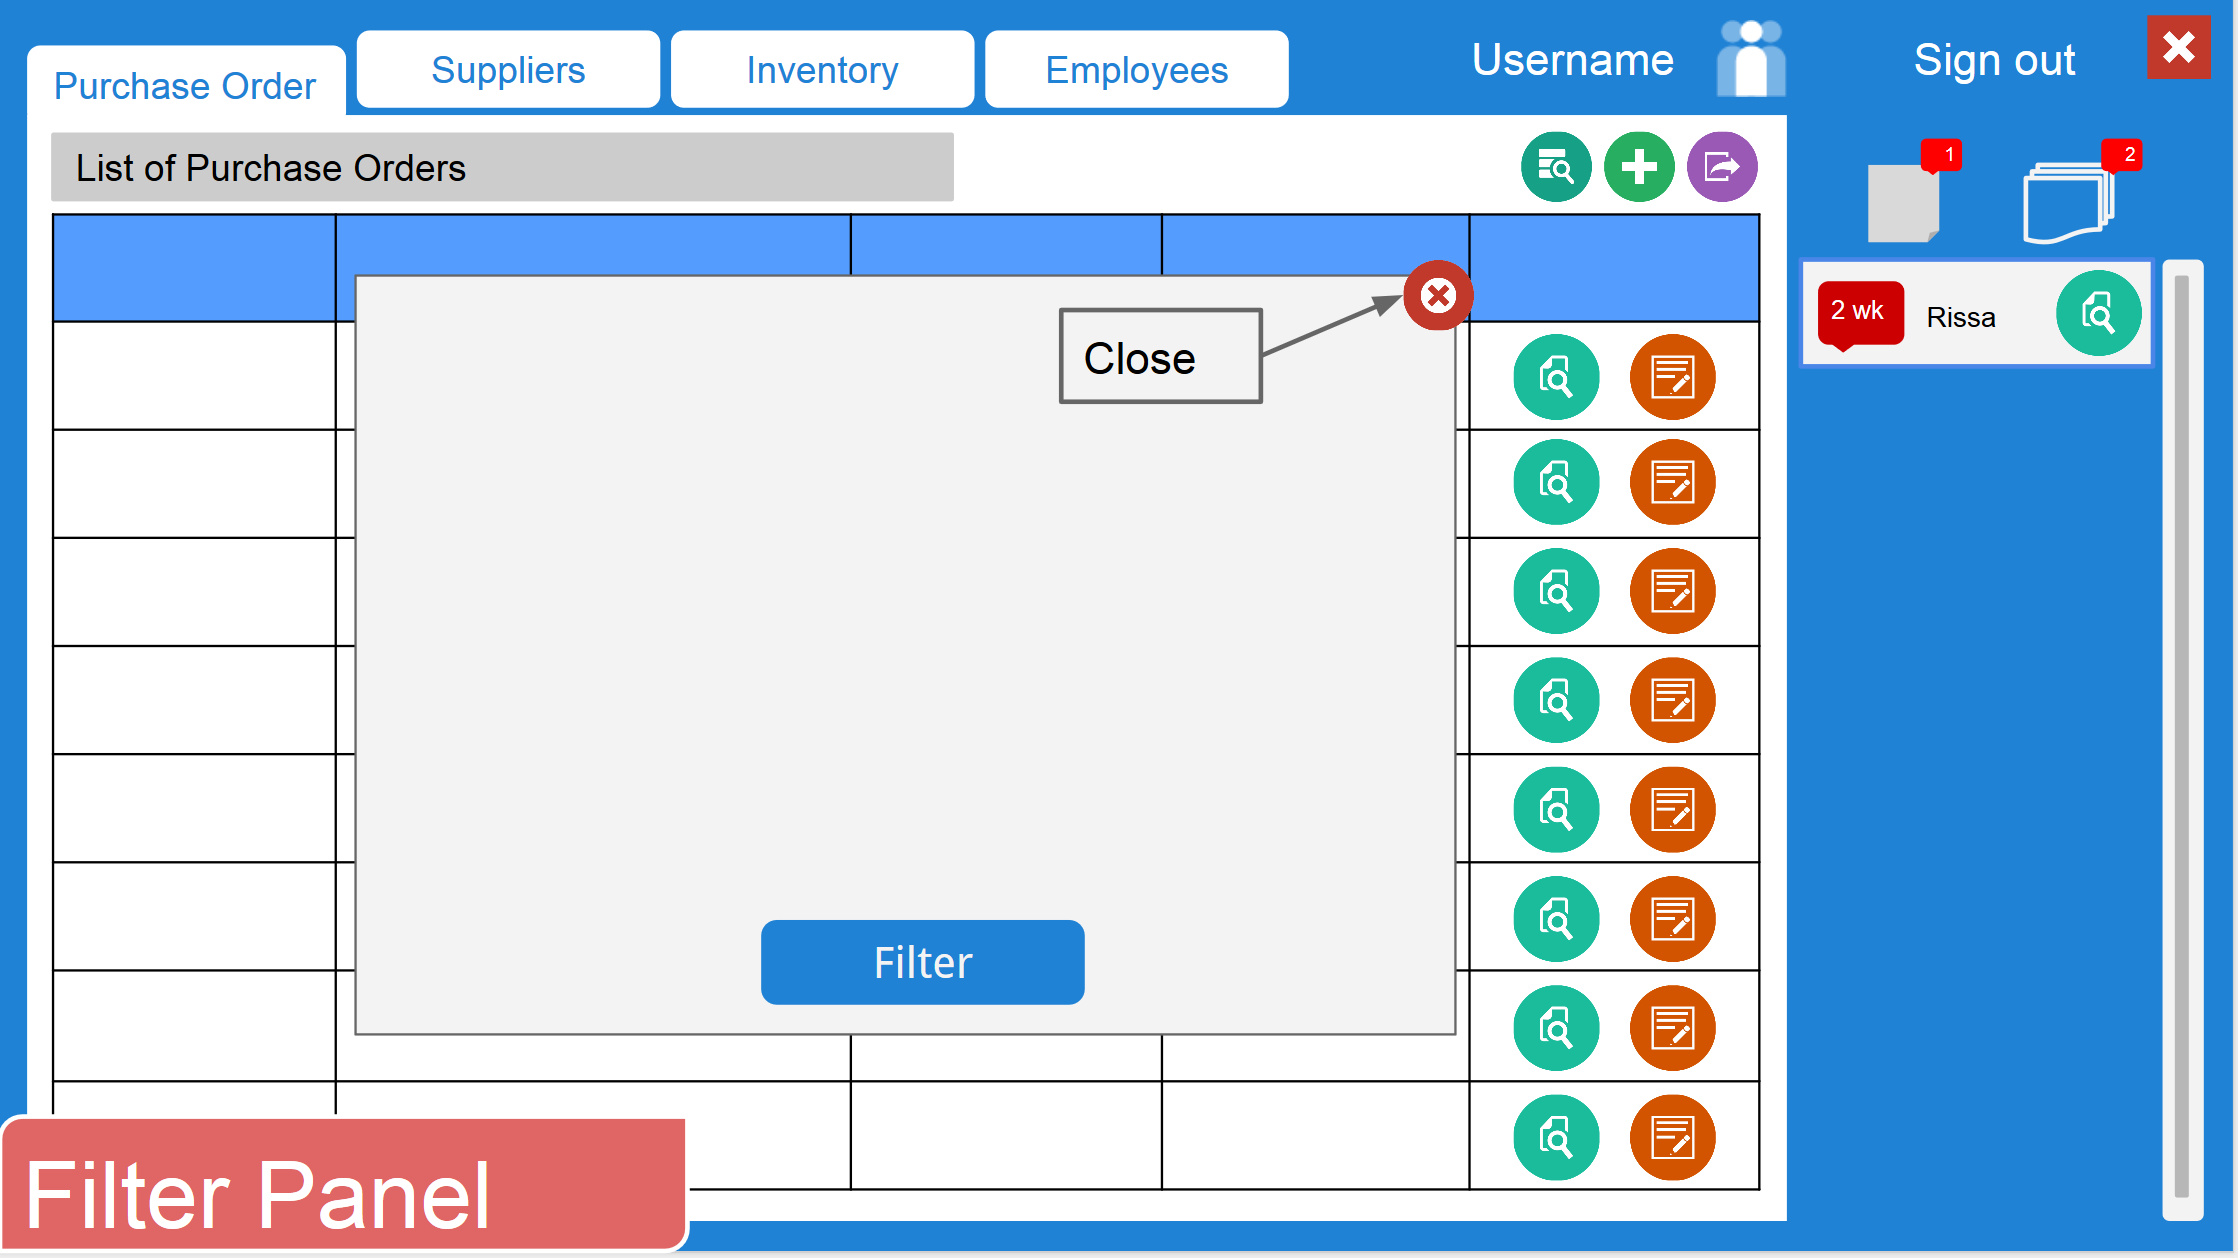 Purchase Order
Suppliers
Inventory
Employees
Username
Sign out
List of Purchase Orders
1
2
2 wk
Rissa
Close
Filter
Filter Panel